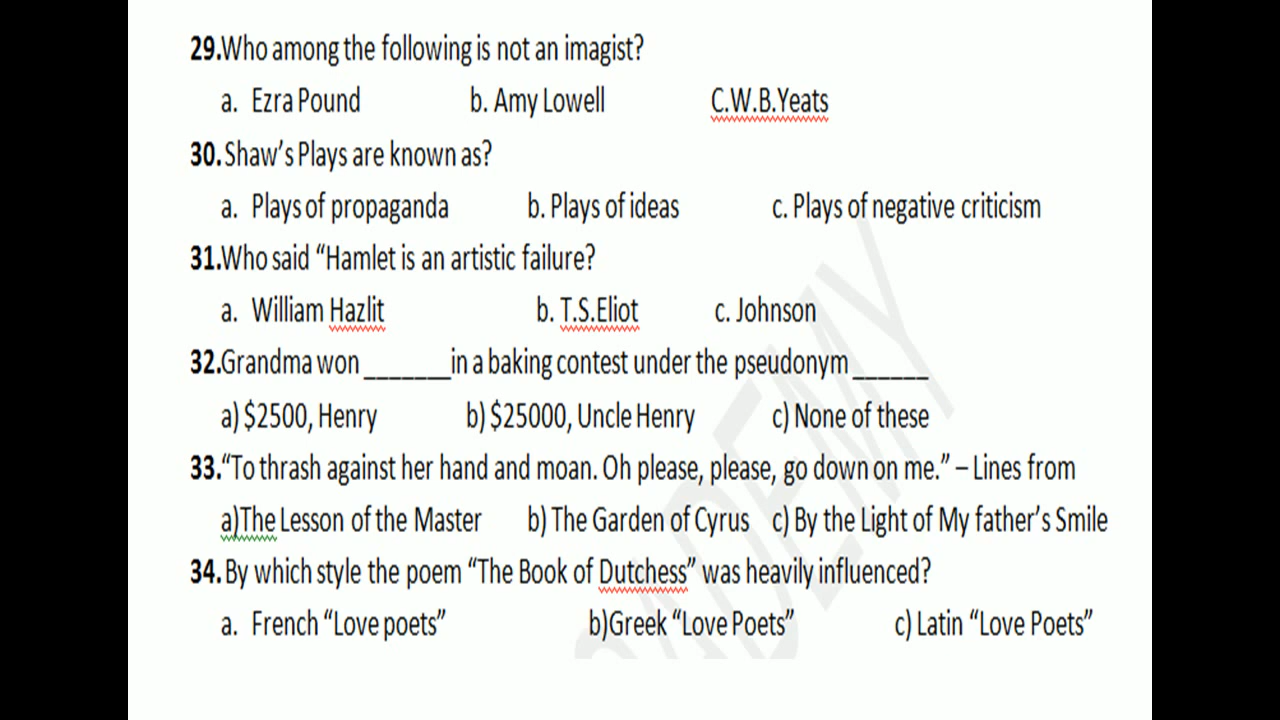 29.Who among the following is not an imagist?
a. Ezra Pound b. Amy Lowell C.W.B.Yeats
30.Shaw’s Plays are known as?
a. Plays of propaganda b. Plays of ideas c. Plays of negative criticism
31.Who said “Hamlet is an artistic failure?
a. William Hazlit b. T.S.Eliot c. Johnson
32.Grandma won _______in a baking contest under the pseudonym ______
a) $2500, Henry b) $25000, Uncle Henry c) None of these
33.“To thrash against her hand and moan. Oh please, please, go down on me.” – Lines from
a)The Lesson of the Master b) The Garden of Cyrus c) By the Light of My father’s Smile
34.By which style the poem “The Book of Dutchess” was heavily influenced?
a. French “Love poets” b)Greek “Love Poets” c) Latin “Love Poets”